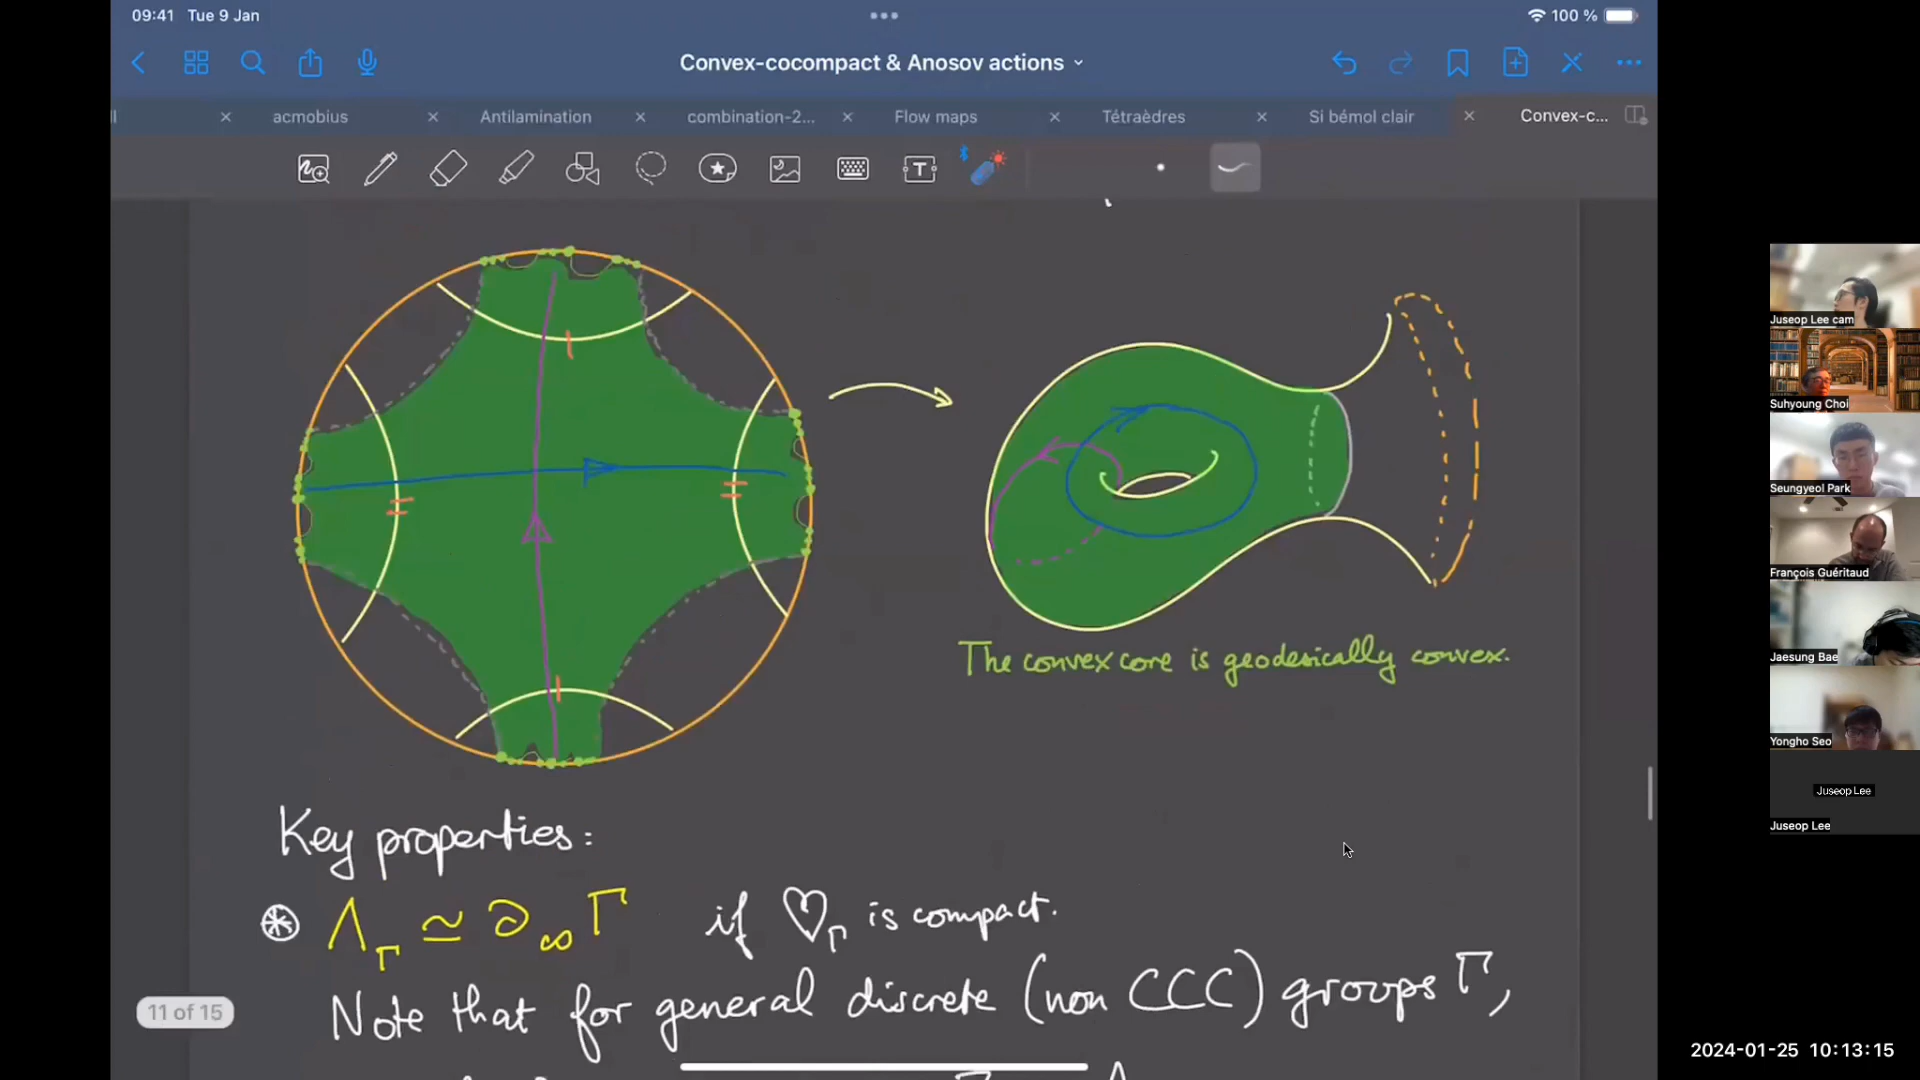 09:41 Tue 9 Jan
100 %
Convex-cocompact & Anosov actions
acmobius
Antilamination
combination-2...
Flow maps
Tétraèdres
Si bémol clair
Convex-c...
The convex core is geodesically convex.
Key properties:
⊛ Λ_Γ ≃ ∂_∞ Γ if ♡_Γ is compact.
Note that for general discrete (non CCC) groups Γ,
11 of 15
Juseop Lee cam
Suhyoung Choi
Seungyeol Park
François Guéritaud
Jaesung Bae
Yongho Seo
Juseop Lee
Juseop Lee
2024-01-25 10:13:15